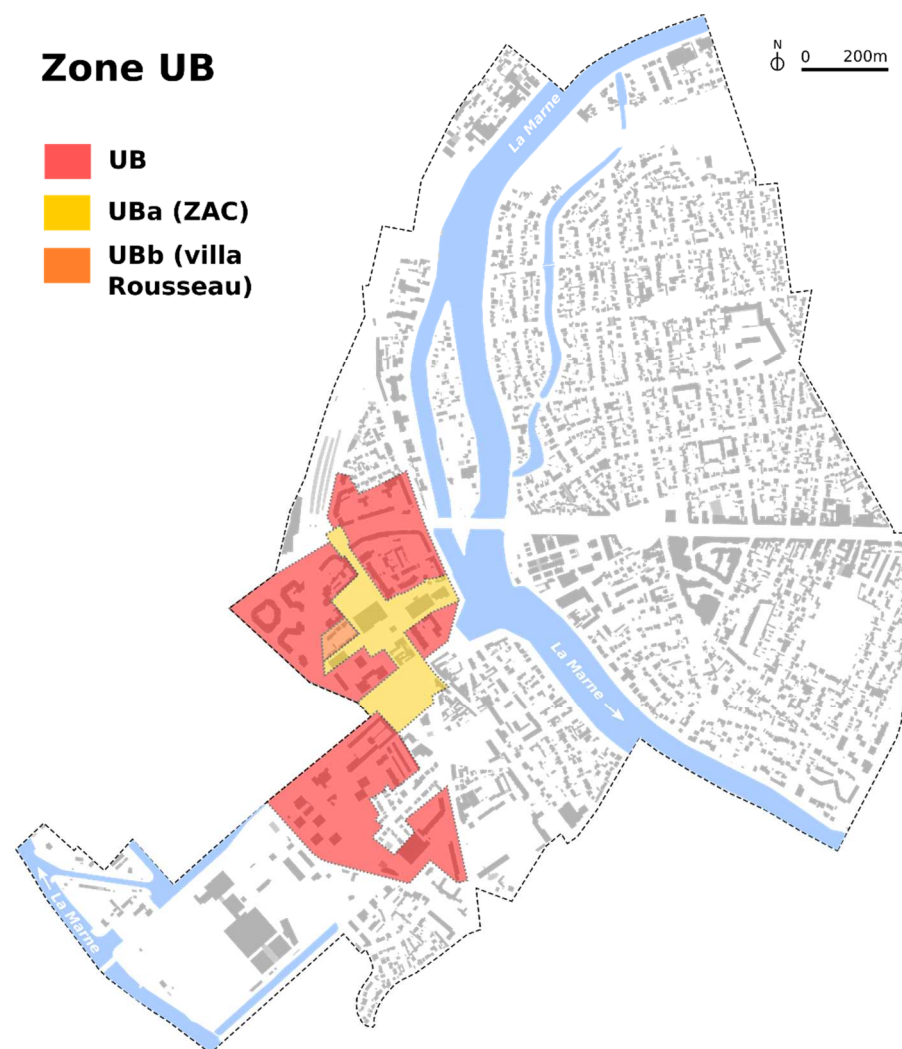 Zone UB
UB
UBa (ZAC)
UBb (villa
Rousseau)
N
0 200m
La Marne
La Marne →
← La Marne